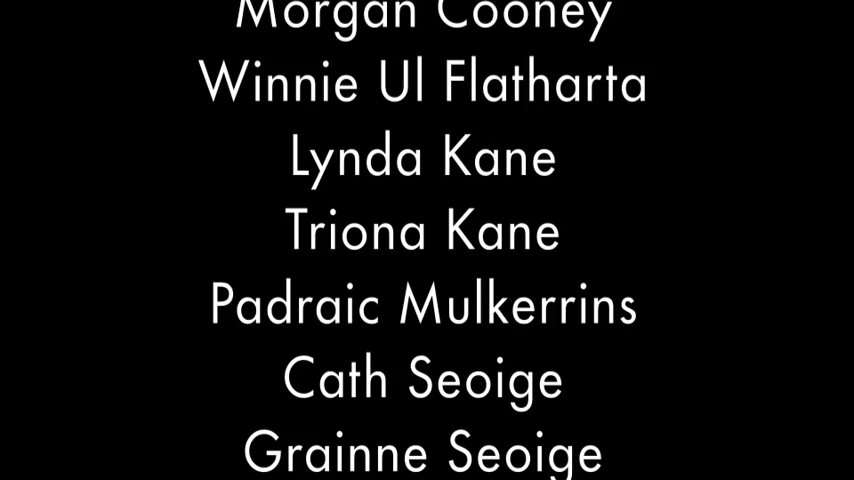 Morgan Cooney
Winnie Ul Flatharta
Lynda Kane
Triona Kane
Padraic Mulkerrins
Cath Seoige
Grainne Seoige